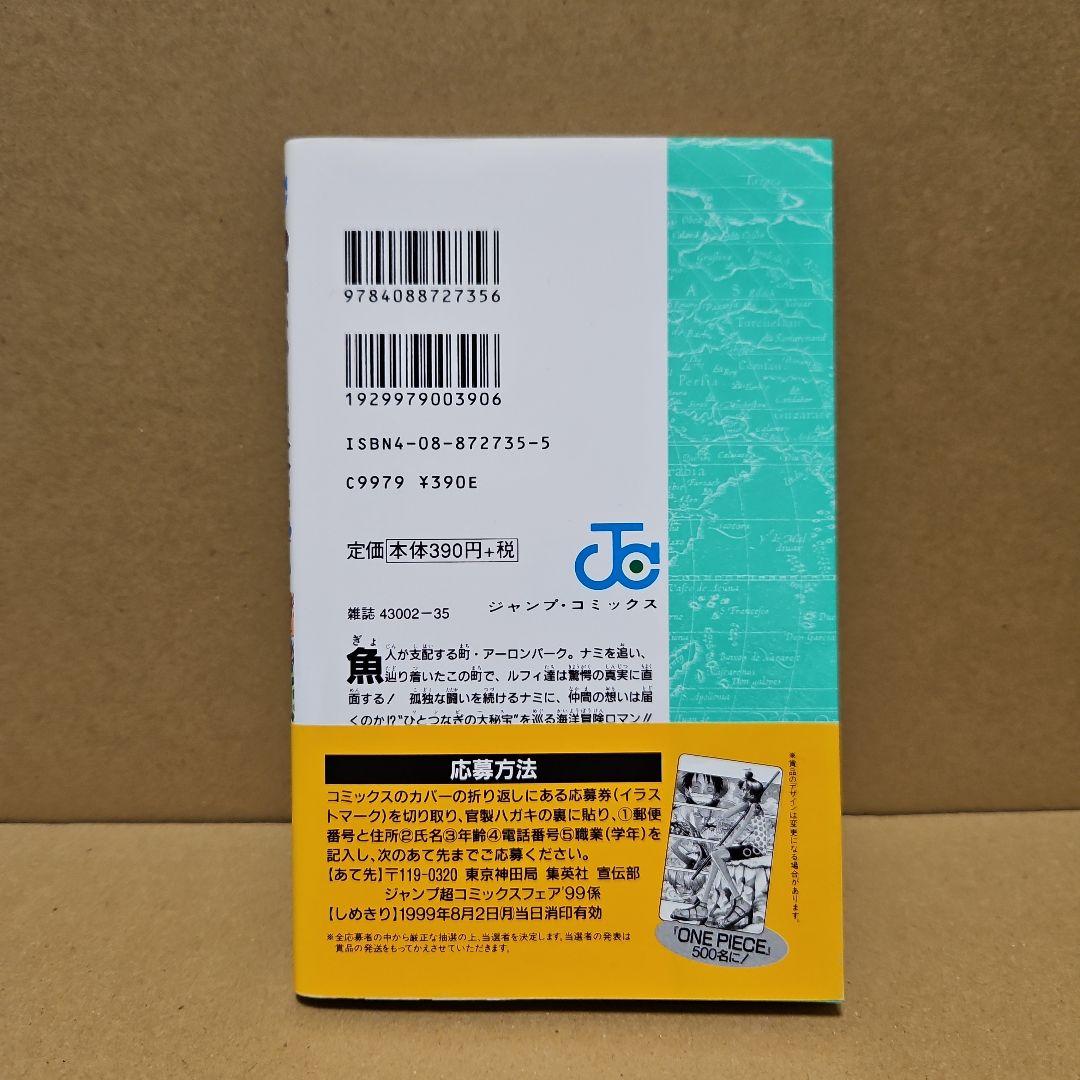 9784088727356
1929979003906
ISBN4-08-872735-5
C9979 ¥390E
定価 本体390円+税
ジャンプ・コミックス
雑誌 43002-35
魚人が支配する町・アーロンパーク。ナミを追い、
辿り着いたこの町で、ルフィ達は驚愕の真実に直
面する! 孤独な闘いを続けるナミに、仲間の想いは届
くのか!?“ひとつなぎの大秘宝”を巡る海洋冒険ロマン!!
応募方法
コミックスのカバーの折り返しにある応募券(イラス
トマーク)を切り取り、官製ハガキの裏に貼り、①郵便
番号と住所②氏名③年齢④電話番号⑤職業(学年)を
記入し、次のあて先までご応募ください。
【あて先】〒119-0320 東京神田局 集英社 宣伝部
ジャンプ超コミックスフェア'99係
【しめきり】1999年8月2日(月)当日消印有効
※全応募者の中から厳正な抽選の上、当選者を決定します。当選者の発表は
賞品の発送をもってかえさせていただきます。
※賞品のデザインは変更になる場合があります。
『ONE PIECE』
500名に!